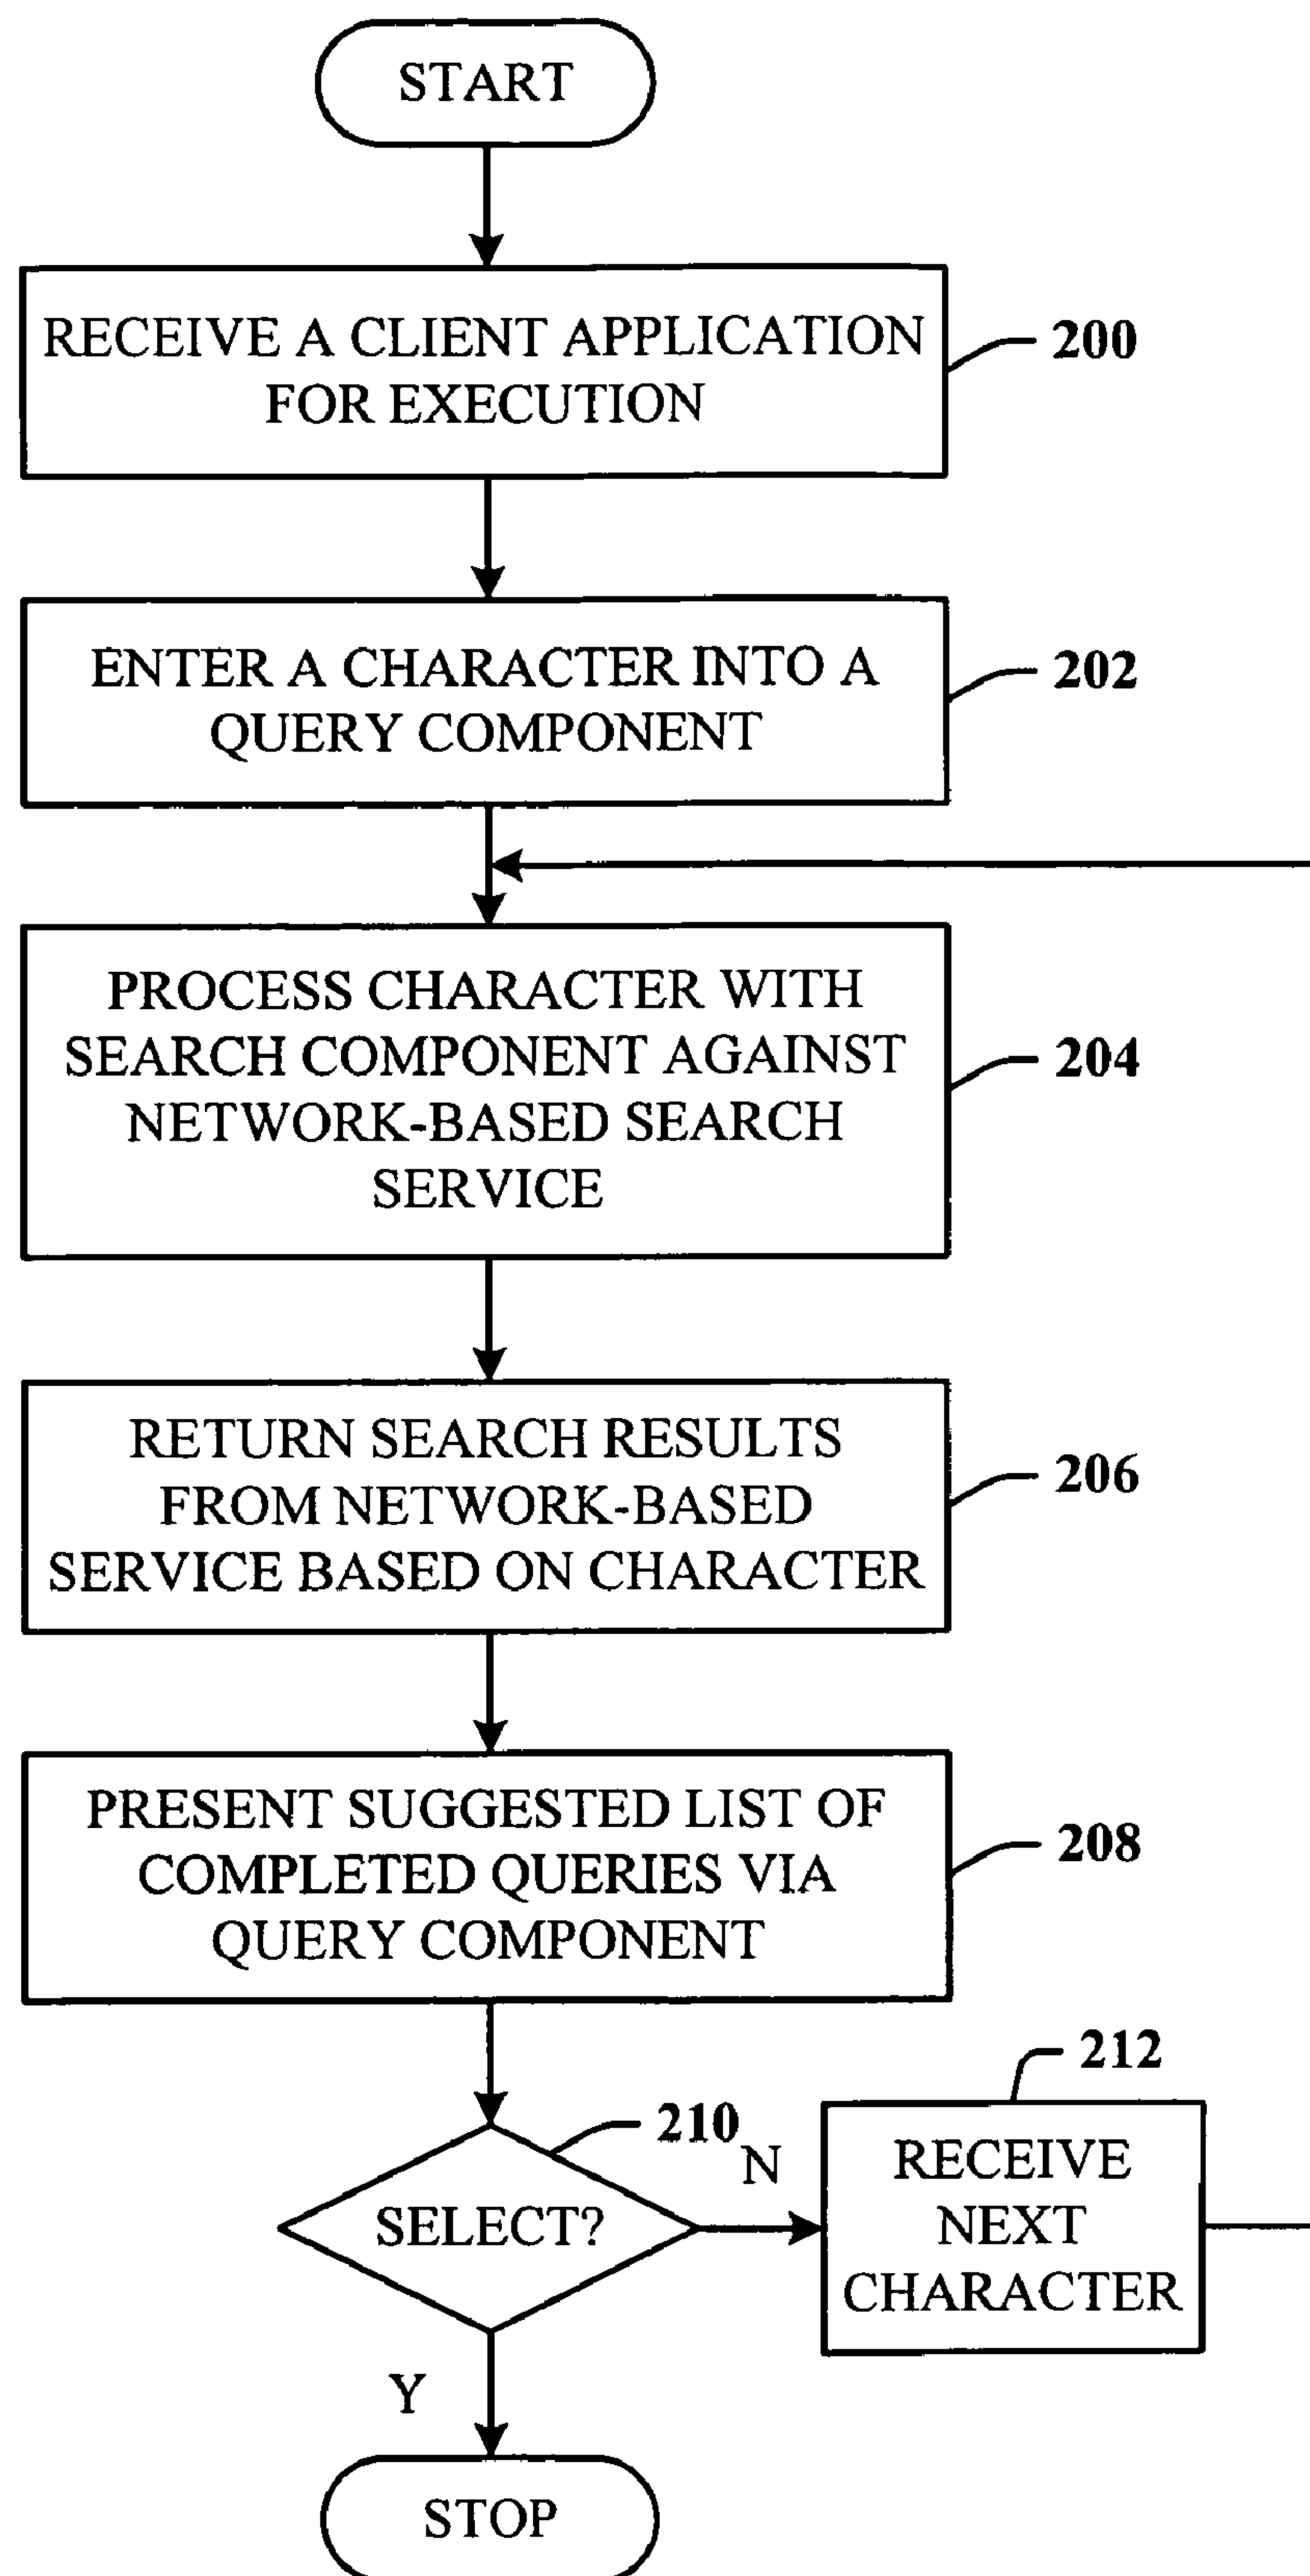 START
RECEIVE A CLIENT APPLICATION
FOR EXECUTION
200
ENTER A CHARACTER INTO A
QUERY COMPONENT
202
PROCESS CHARACTER WITH
SEARCH COMPONENT AGAINST
NETWORK-BASED SEARCH
SERVICE
204
RETURN SEARCH RESULTS
FROM NETWORK-BASED
SERVICE BASED ON CHARACTER
206
PRESENT SUGGESTED LIST OF
COMPLETED QUERIES VIA
QUERY COMPONENT
208
SELECT?
210
N
RECEIVE
NEXT
CHARACTER
212
Y
STOP